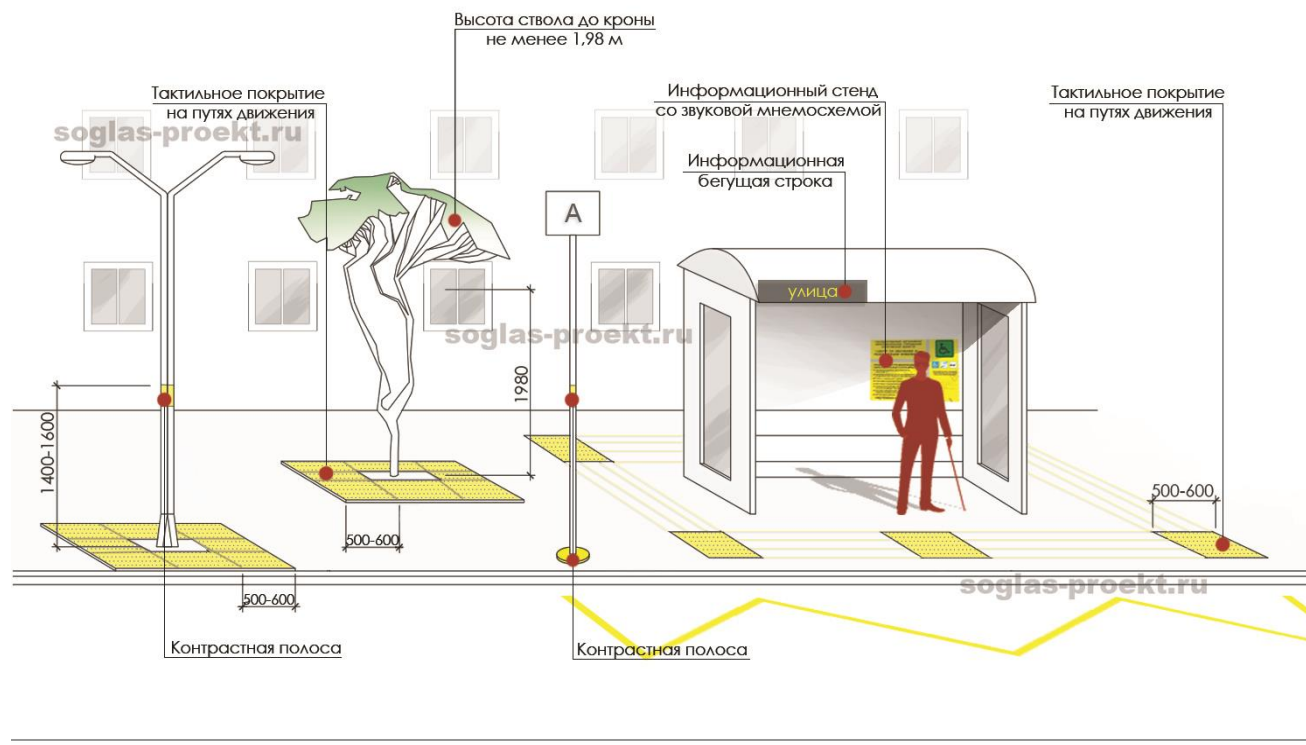 Высота ствола до кроны
не менее 1,98 м
Тактильное покрытие
на путях движения
Информационный стенд
со звуковой мнемосхемой
Тактильное покрытие
на путях движения
soglas-proekt.ru
Информационная
бегущая строка
А
улица
soglas-proekt.ru
1980
1400-1600
500-600
500-600
500-600
soglas-proekt.ru
Контрастная полоса
Контрастная полоса